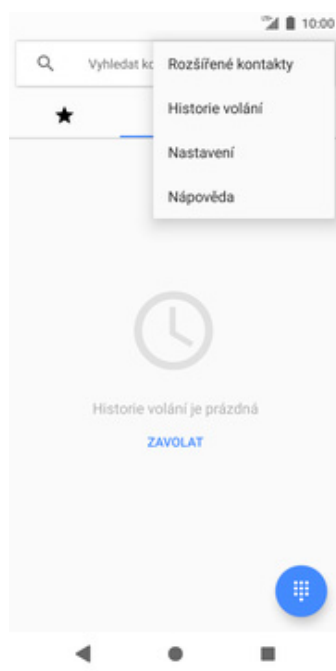 10:00
Vyhledat
Rozšířené kontakty
Historie volání
Nastavení
Nápověda
Historie volání je prázdná
ZAVOLAT